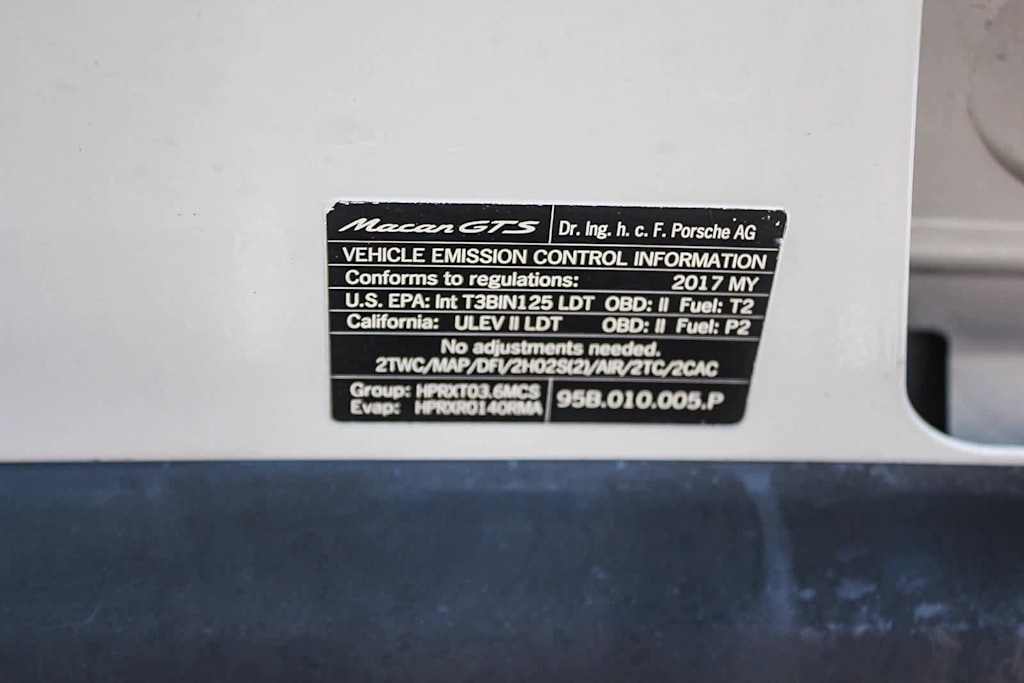 Macan GTS Dr. Ing. h. c. F. Porsche AG
VEHICLE EMISSION CONTROL INFORMATION
Conforms to regulations: 2017 MY
U.S. EPA: Int T3BIN125 LDT OBD: II Fuel: T2
California: ULEV II LDT OBD: II Fuel: P2
No adjustments needed.
2TWC/MAP/DFI/2HO2S(2)/AIR/2TC/2CAC
Group: HPRXT03.6MCS
Evap: HPRXR0140RMA
95B.010.005.P